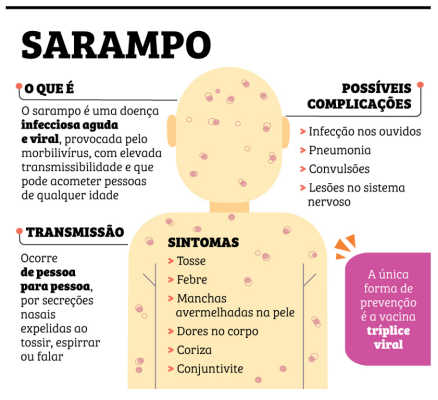 SARAMPO
O QUE É
O sarampo é uma doença
infecciosa aguda
e viral, provocada pelo
morbilivírus, com elevada
transmissibilidade e que
pode acometer pessoas
de qualquer idade
POSSÍVEIS
COMPLICAÇÕES
> Infecção nos ouvidos
> Pneumonia
> Convulsões
> Lesões no sistema
nervoso
TRANSMISSÃO
Ocorre
de pessoa
para pessoa,
por secreções
nasais
expelidas ao
tossir, espirrar
ou falar
SINTOMAS
> Tosse
> Febre
> Manchas
avermelhadas na pele
> Dores no corpo
> Coriza
> Conjuntivite
A única
forma de
prevenção
é a vacina
tríplice
viral